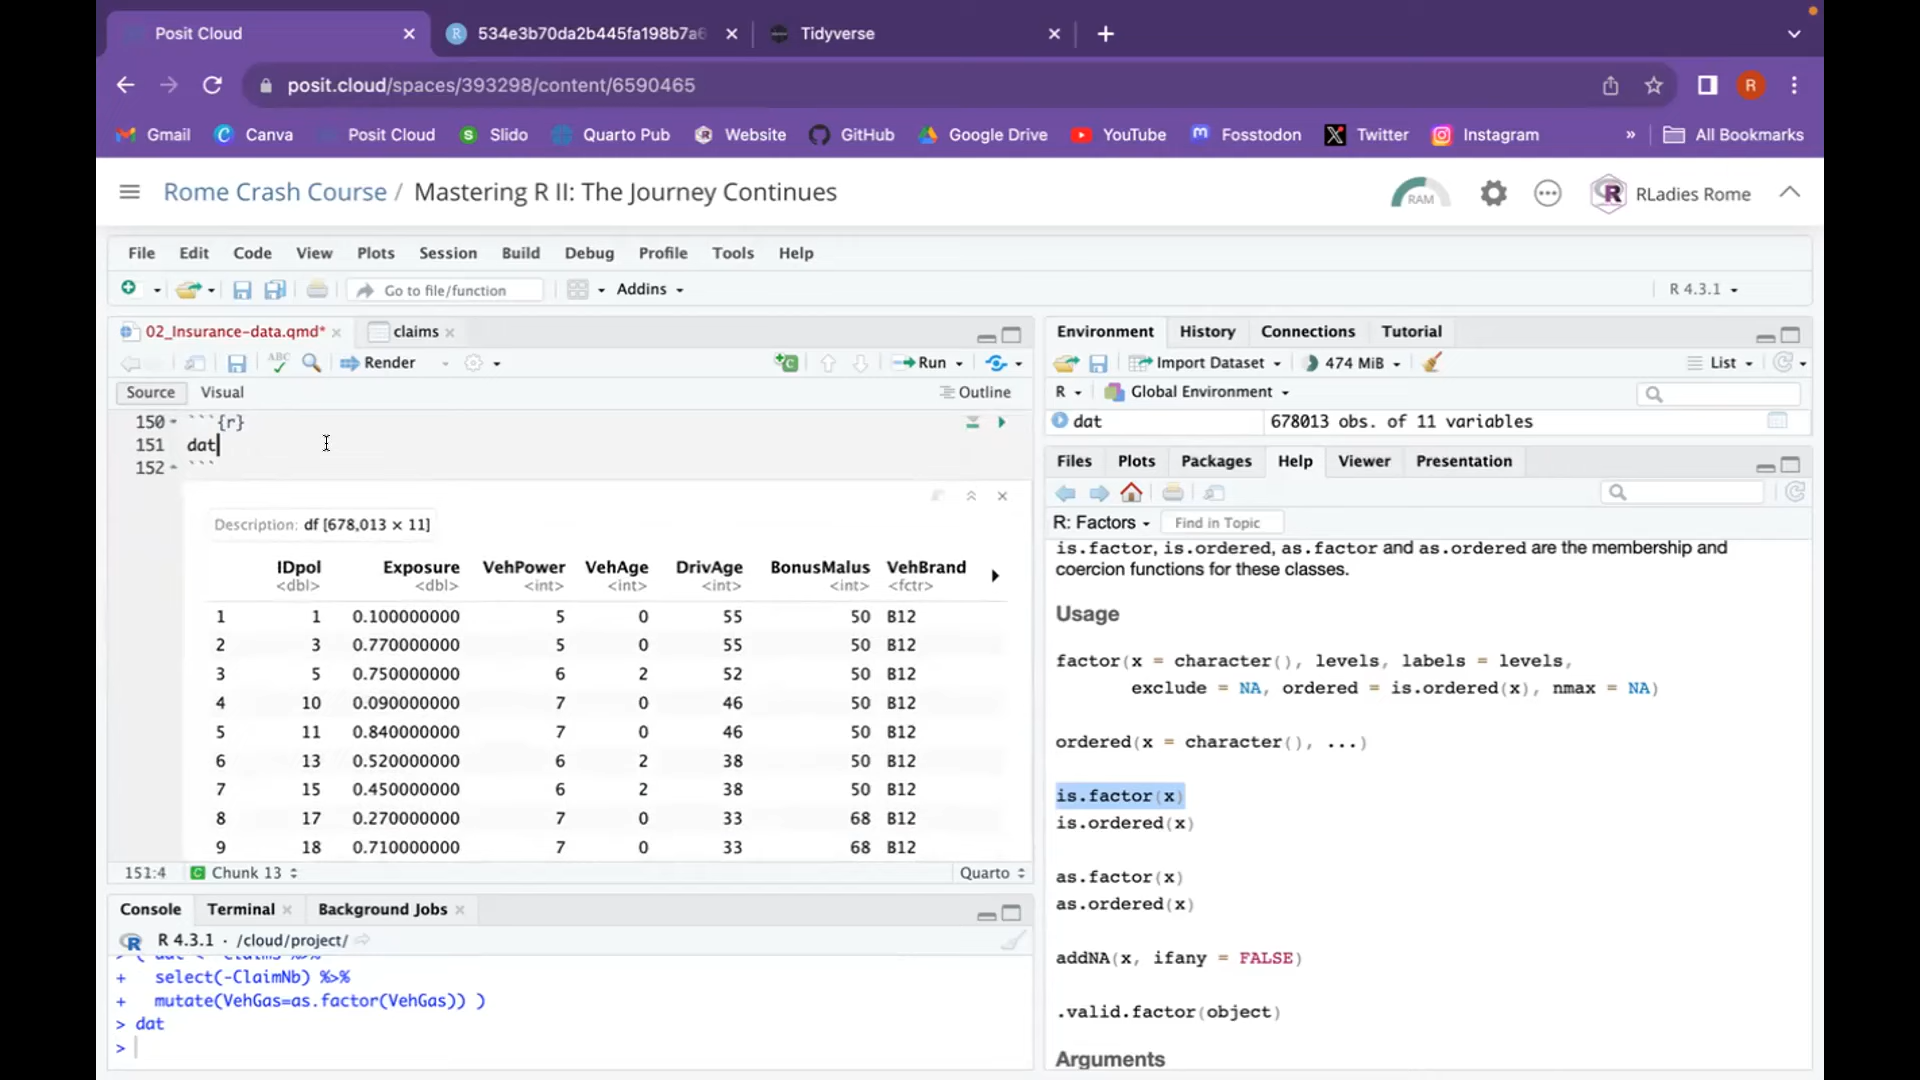 Posit Cloud
534e3b70da2b445fa198b7a6
Tidyverse
posit.cloud/spaces/393298/content/6590465
R
Gmail Canva Posit Cloud Slido Quarto Pub Website GitHub Google Drive YouTube Fosstodon Twitter Instagram » All Bookmarks
Rome Crash Course / Mastering R II: The Journey Continues
RAM
RLadies Rome
File Edit Code View Plots Session Build Debug Profile Tools Help
Go to file/function
Addins
R 4.3.1
02_Insurance-data.qmd*
claims
ABC
Render
Run
Source Visual
Outline
150 ```{r}
151 dat
152 ```
Description: df [678,013 × 11]
IDpol Exposure VehPower VehAge DrivAge BonusMalus VehBrand
<dbl> <dbl> <int> <int> <int> <int> <fctr>
1 1 0.100000000 5 0 55 50 B12
2 3 0.770000000 5 0 55 50 B12
3 5 0.750000000 6 2 52 50 B12
4 10 0.090000000 7 0 46 50 B12
5 11 0.840000000 7 0 46 50 B12
6 13 0.520000000 6 2 38 50 B12
7 15 0.450000000 6 2 38 50 B12
8 17 0.270000000 7 0 33 68 B12
9 18 0.710000000 7 0 33 68 B12
151:4 Chunk 13
Quarto
Console Terminal Background Jobs
R 4.3.1 · /cloud/project/
+ select(-ClaimNb) %>%
+ mutate(VehGas=as.factor(VehGas)) )
> dat
>
Environment History Connections Tutorial
Import Dataset
474 MiB
List
R
Global Environment
dat 678013 obs. of 11 variables
Files Plots Packages Help Viewer Presentation
R: Factors
Find in Topic
is.factor, is.ordered, as.factor and as.ordered are the membership and
coercion functions for these classes.
Usage
factor(x = character(), levels, labels = levels,
exclude = NA, ordered = is.ordered(x), nmax = NA)
ordered(x = character(), ...)
is.factor(x)
is.ordered(x)
as.factor(x)
as.ordered(x)
addNA(x, ifany = FALSE)
.valid.factor(object)
Arguments